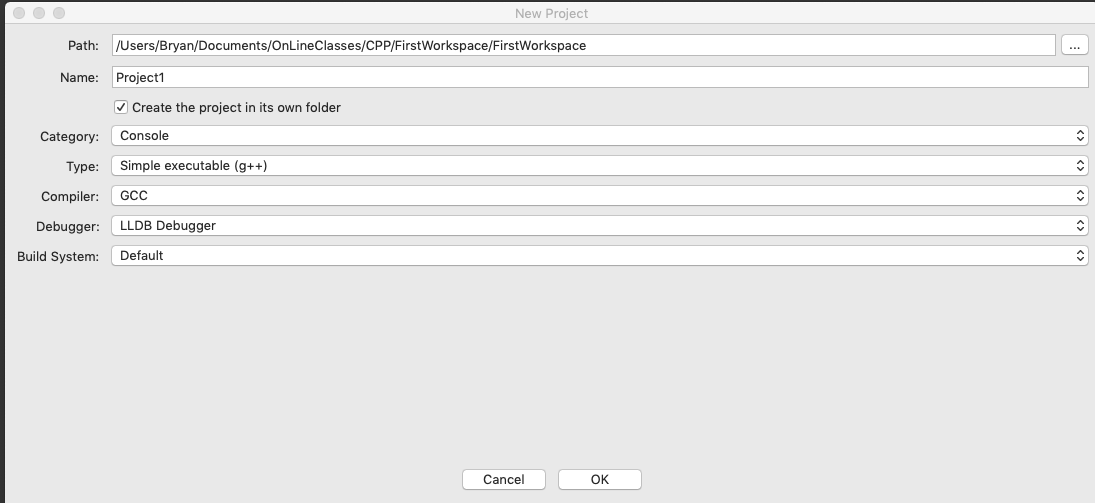 New Project
Path: /Users/Bryan/Documents/OnLineClasses/CPP/FirstWorkspace/FirstWorkspace ...
Name: Project1
Create the project in its own folder
Category: Console
Type: Simple executable (g++)
Compiler: GCC
Debugger: LLDB Debugger
Build System: Default
Cancel OK